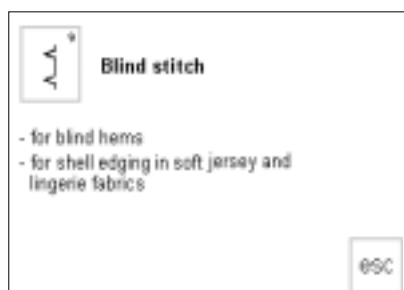 Blind stitch
- for blind hems
- for shell edging in soft jersey and
lingerie fabrics
esc